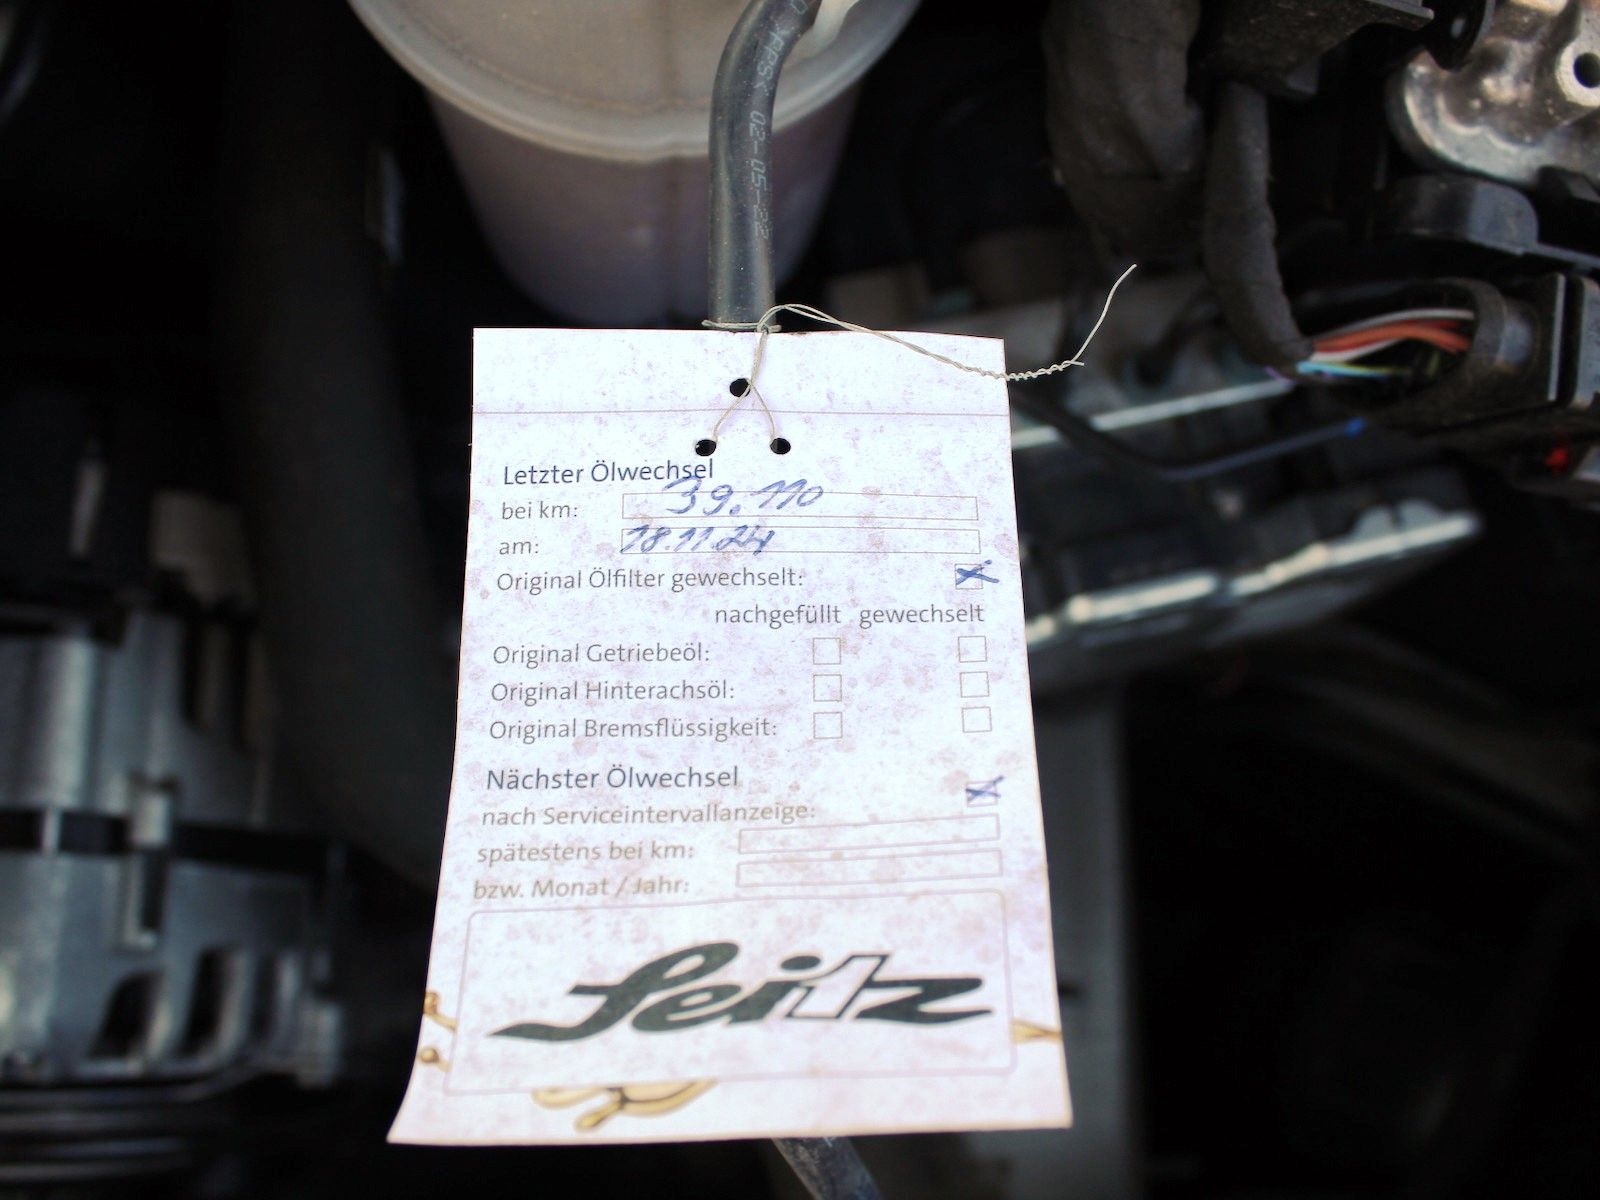 Letzter Ölwechsel
bei km: 39.110
am: 18.11.24
Original Ölfilter gewechselt:
nachgefüllt gewechselt
Original Getriebeöl:
Original Hinterachsöl:
Original Bremsflüssigkeit:
Nächster Ölwechsel
nach Serviceintervallanzeige:
spätestens bei km:
bzw. Monat / Jahr:
Seitz